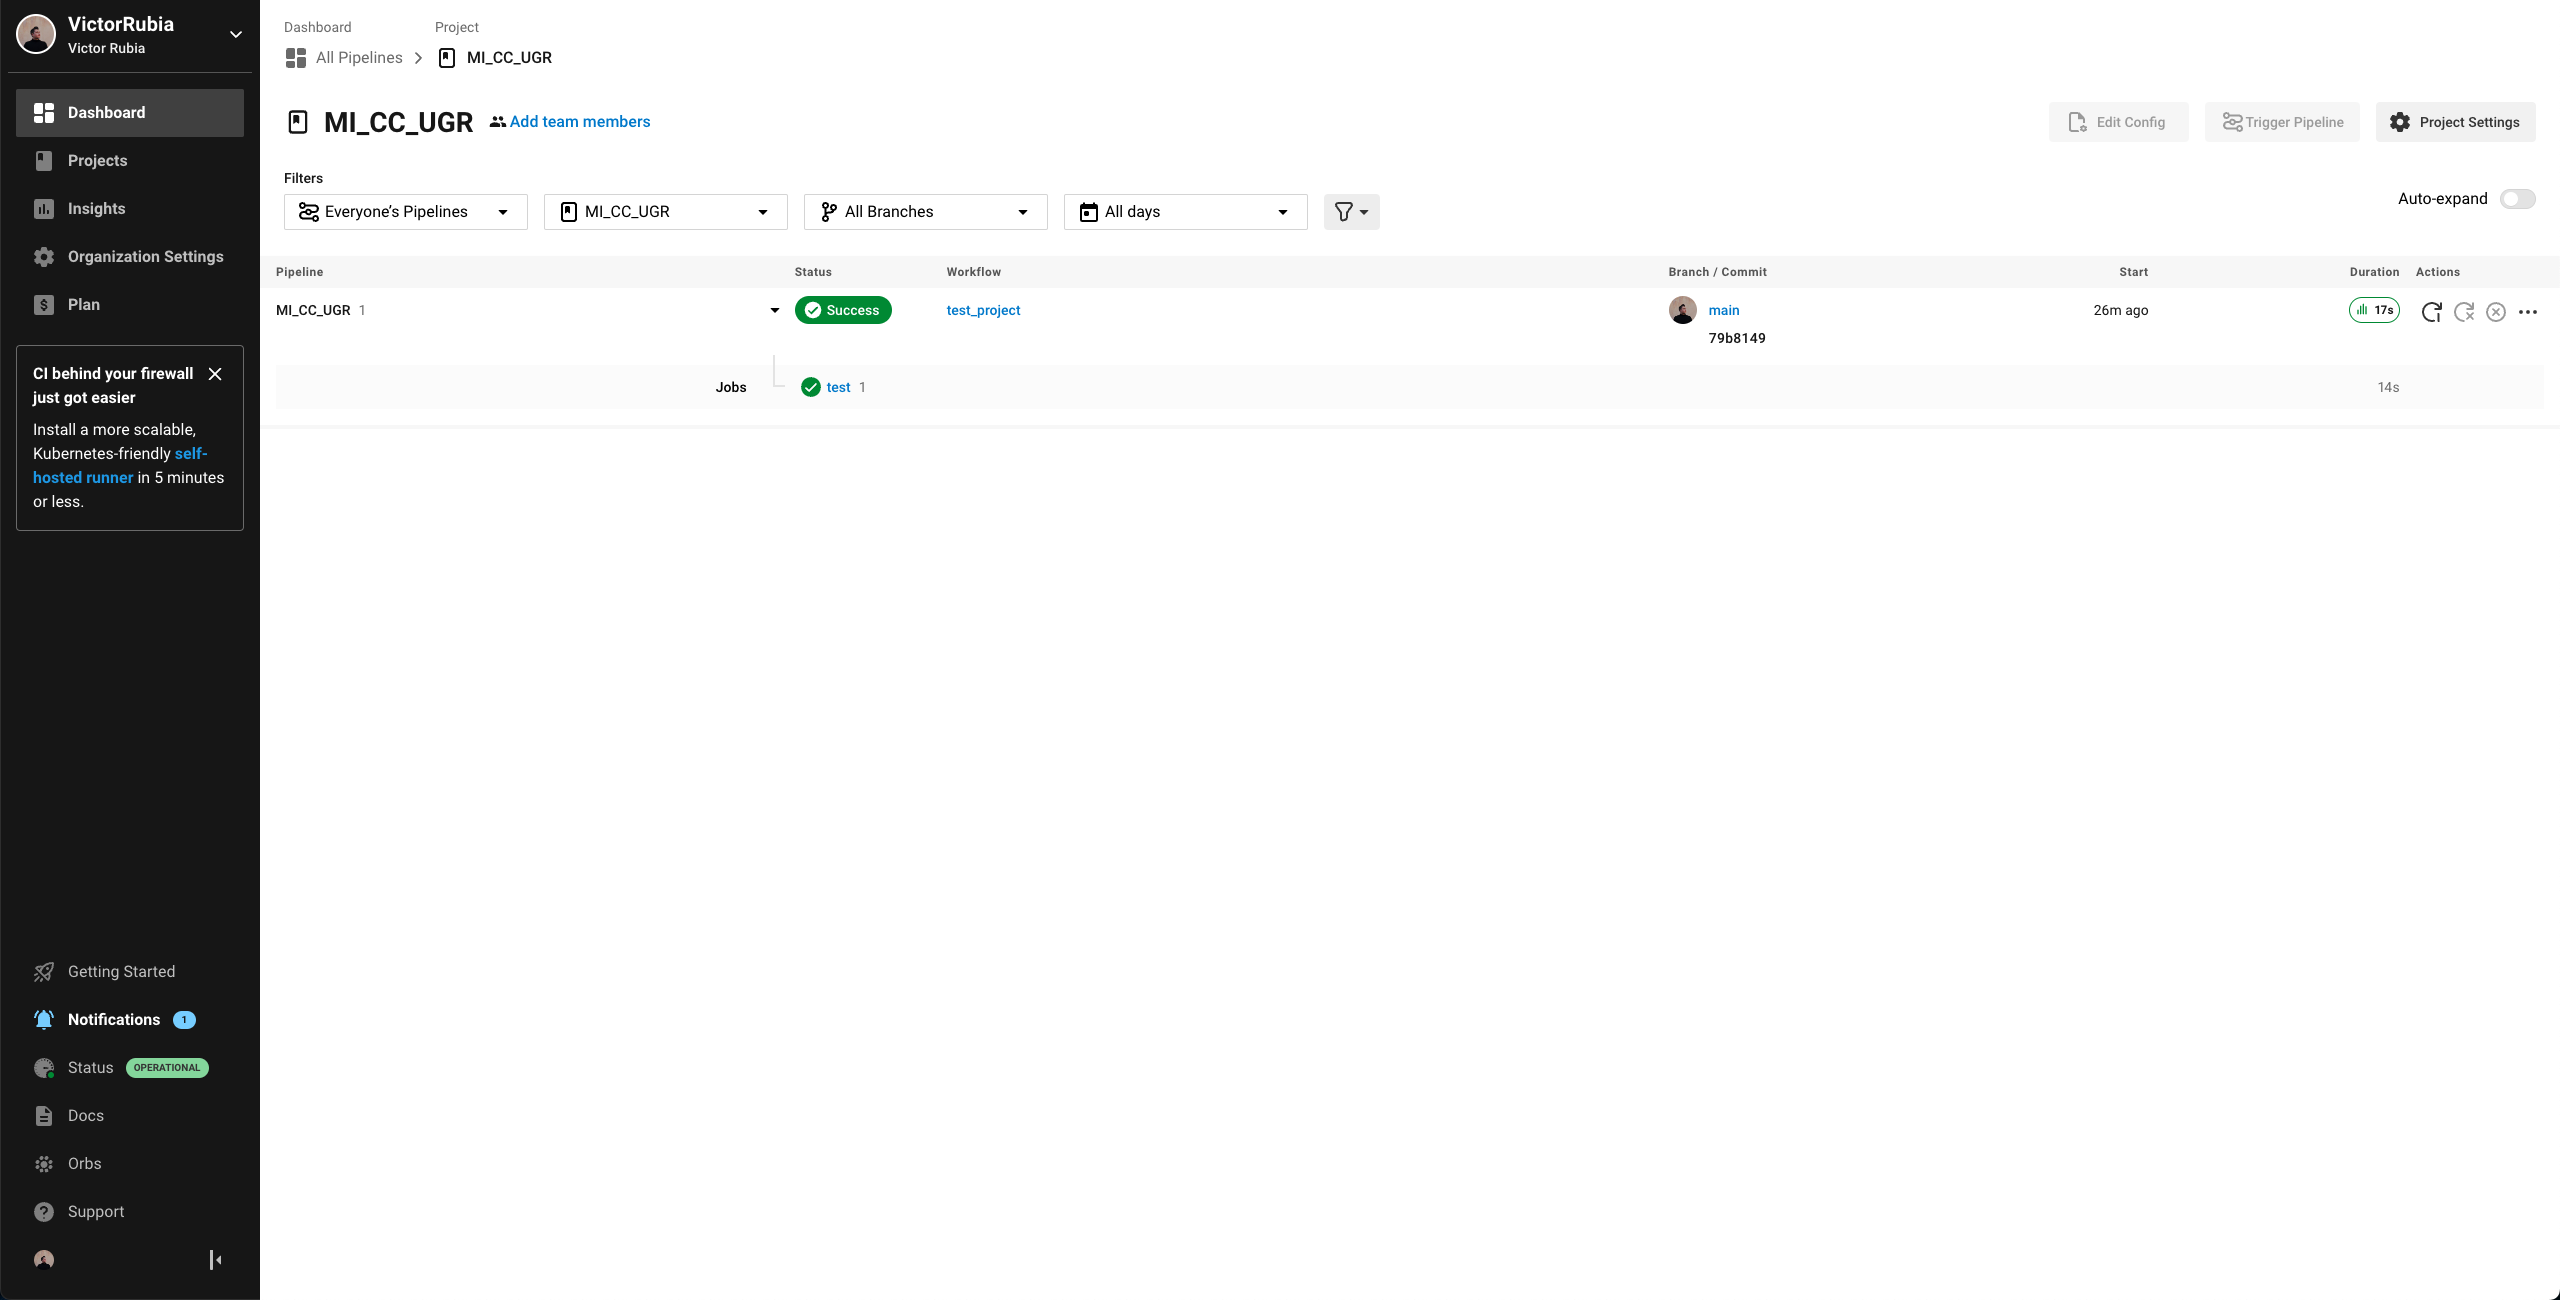 VictorRubia
Victor Rubia
Dashboard
Projects
Insights
Organization Settings
Plan
CI behind your firewall
just got easier
Install a more scalable,
Kubernetes-friendly self-
hosted runner in 5 minutes
or less.
Getting Started
Notifications 1
Status OPERATIONAL
Docs
Orbs
Support
Dashboard Project
All Pipelines MI_CC_UGR
MI_CC_UGR Add team members
Edit Config Trigger Pipeline Project Settings
Filters
Everyone’s Pipelines MI_CC_UGR All Branches All days
Auto-expand
Pipeline Status Workflow Branch / Commit Start Duration Actions
MI_CC_UGR 1 Success test_project main 26m ago 17s
79b8149
Jobs test 1 14s